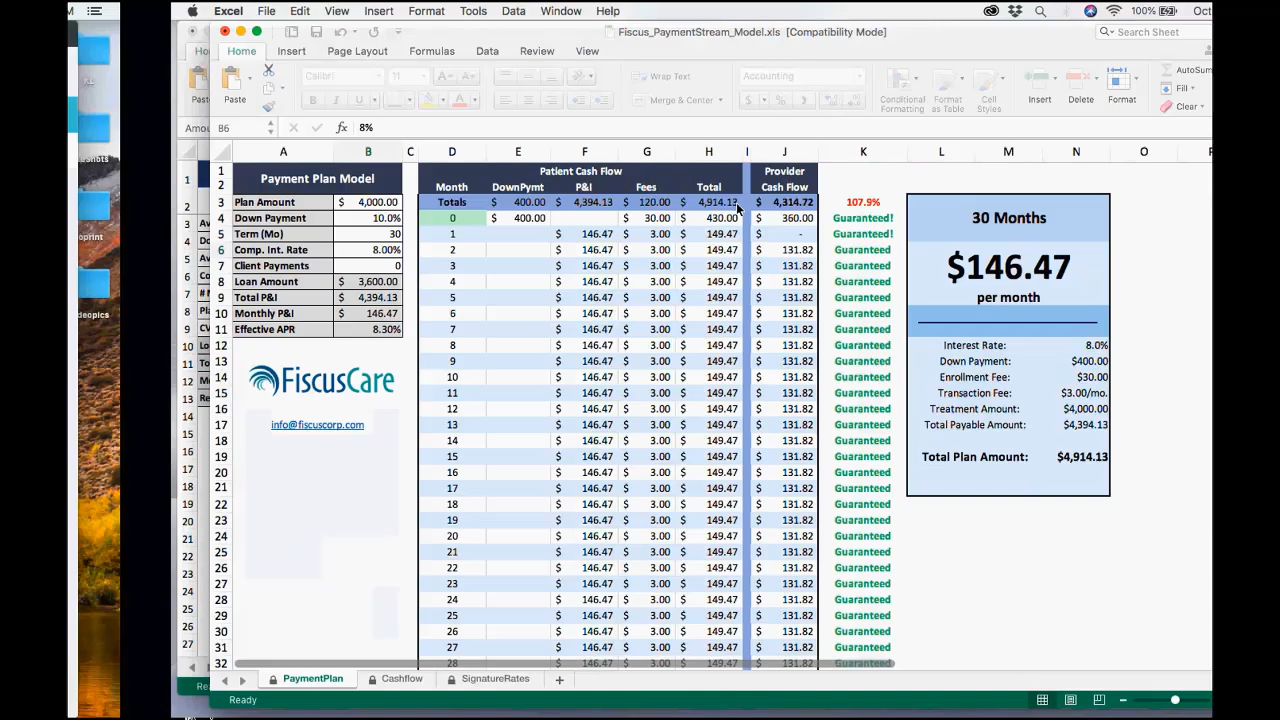 Excel File Edit View Insert Format Tools Data Window Help 100% Oct
Fiscus_PaymentStream_Model.xls [Compatibility Mode] Search Sheet
Home Insert Page Layout Formulas Data Review View
Paste Calibri 11 Wrap Text Merge & Center Accounting Conditional Formatting Format as Table Cell Styles Insert Delete Format AutoSum Fill Clear
B6 fx 8%
A B C D E F G H I J K L M N O
Payment Plan Model
Plan Amount $ 4,000.00
Down Payment 10.0%
Term (Mo) 30
Comp. Int. Rate 8.00%
Client Payments 0
Loan Amount $ 3,600.00
Total P&I $ 4,394.13
Monthly P&I $ 146.47
Effective APR 8.30%
FiscusCare
info@fiscuscorp.com
Patient Cash Flow Provider
Month DownPymt P&I Fees Total Cash Flow
Totals $ 400.00 $ 4,394.13 $ 120.00 $ 4,914.13 $ 4,314.72 107.9%
0 $ 400.00 $ 30.00 $ 430.00 $ 360.00 Guaranteed!
1 $ 146.47 $ 3.00 $ 149.47 $ - Guaranteed!
2 $ 146.47 $ 3.00 $ 149.47 $ 131.82 Guaranteed
3 $ 146.47 $ 3.00 $ 149.47 $ 131.82 Guaranteed
4 $ 146.47 $ 3.00 $ 149.47 $ 131.82 Guaranteed
5 $ 146.47 $ 3.00 $ 149.47 $ 131.82 Guaranteed
6 $ 146.47 $ 3.00 $ 149.47 $ 131.82 Guaranteed
7 $ 146.47 $ 3.00 $ 149.47 $ 131.82 Guaranteed
8 $ 146.47 $ 3.00 $ 149.47 $ 131.82 Guaranteed
9 $ 146.47 $ 3.00 $ 149.47 $ 131.82 Guaranteed
10 $ 146.47 $ 3.00 $ 149.47 $ 131.82 Guaranteed
11 $ 146.47 $ 3.00 $ 149.47 $ 131.82 Guaranteed
12 $ 146.47 $ 3.00 $ 149.47 $ 131.82 Guaranteed
13 $ 146.47 $ 3.00 $ 149.47 $ 131.82 Guaranteed
14 $ 146.47 $ 3.00 $ 149.47 $ 131.82 Guaranteed
15 $ 146.47 $ 3.00 $ 149.47 $ 131.82 Guaranteed
16 $ 146.47 $ 3.00 $ 149.47 $ 131.82 Guaranteed
17 $ 146.47 $ 3.00 $ 149.47 $ 131.82 Guaranteed
18 $ 146.47 $ 3.00 $ 149.47 $ 131.82 Guaranteed
19 $ 146.47 $ 3.00 $ 149.47 $ 131.82 Guaranteed
20 $ 146.47 $ 3.00 $ 149.47 $ 131.82 Guaranteed
21 $ 146.47 $ 3.00 $ 149.47 $ 131.82 Guaranteed
22 $ 146.47 $ 3.00 $ 149.47 $ 131.82 Guaranteed
23 $ 146.47 $ 3.00 $ 149.47 $ 131.82 Guaranteed
24 $ 146.47 $ 3.00 $ 149.47 $ 131.82 Guaranteed
25 $ 146.47 $ 3.00 $ 149.47 $ 131.82 Guaranteed
26 $ 146.47 $ 3.00 $ 149.47 $ 131.82 Guaranteed
27 $ 146.47 $ 3.00 $ 149.47 $ 131.82 Guaranteed
28 $ 146.47 $ 3.00 $ 149.47 $ 131.82 Guaranteed
30 Months
$146.47
per month
Interest Rate: 8.0%
Down Payment: $400.00
Enrollment Fee: $30.00
Transaction Fee: $3.00/mo.
Treatment Amount: $4,000.00
Total Payable Amount: $4,394.13
Total Plan Amount: $4,914.13
PaymentPlan Cashflow SignatureRates
Ready